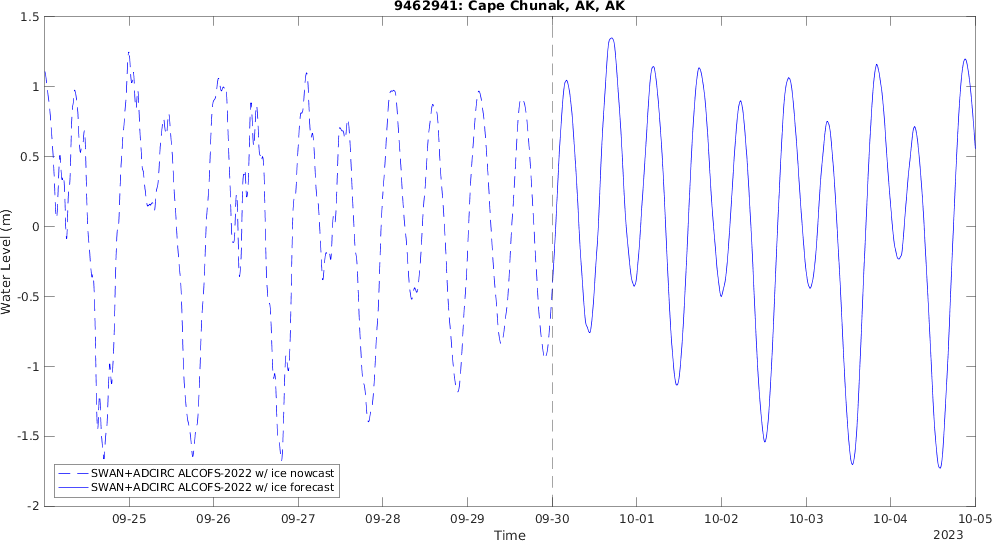 9462941: Cape Chunak, AK, AK
1.5
1
0.5
0
-0.5
-1
-1.5
-2
Water Level (m)
SWAN+ADCIRC ALCOFS-2022 w/ ice nowcast
SWAN+ADCIRC ALCOFS-2022 w/ ice forecast
09-25 09-26 09-27 09-28 09-29 09-30 10-01 10-02 10-03 10-04 10-05
Time
2023